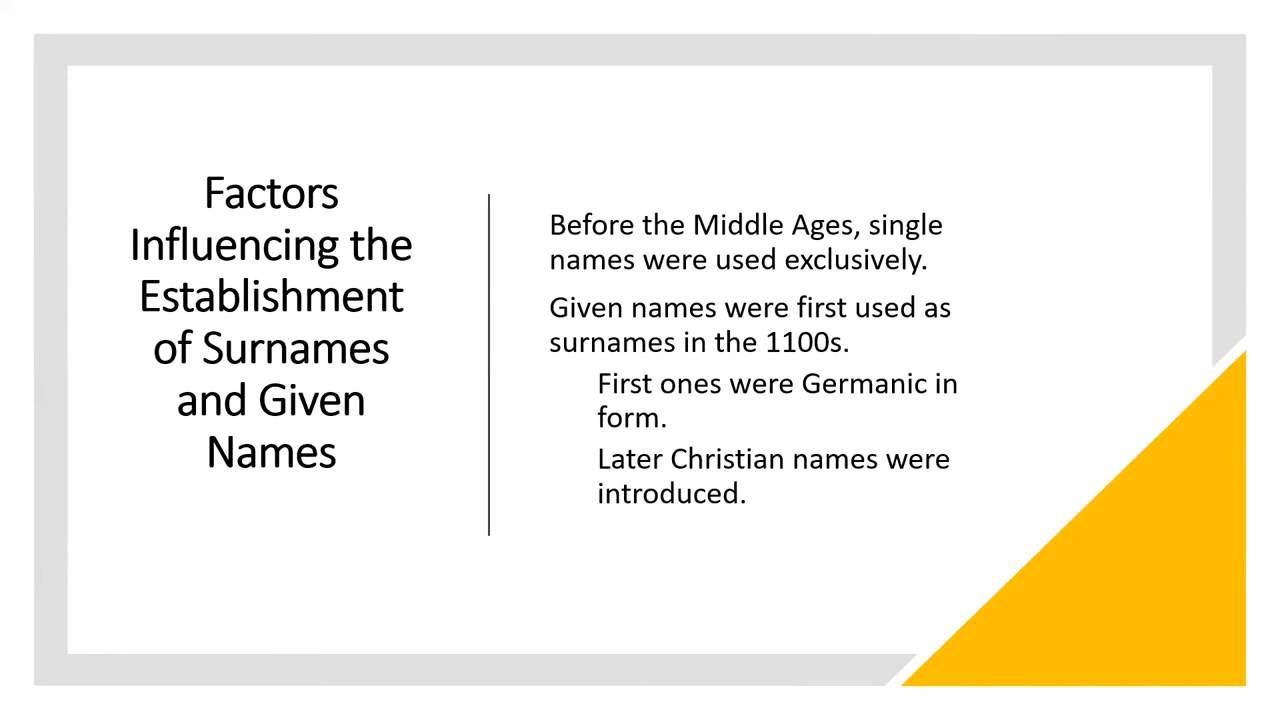 Factors
Influencing the
Establishment
of Surnames
and Given
Names
Before the Middle Ages, single
names were used exclusively.
Given names were first used as
surnames in the 1100s.
First ones were Germanic in
form.
Later Christian names were
introduced.